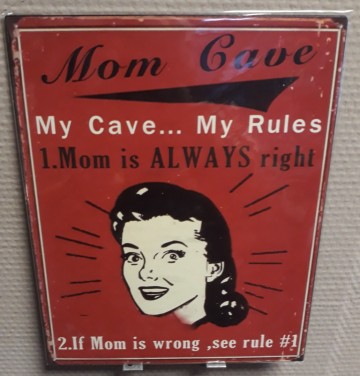 Mom Cave
My Cave... My Rules
1.Mom is ALWAYS right
2.If Mom is wrong ,see rule #1